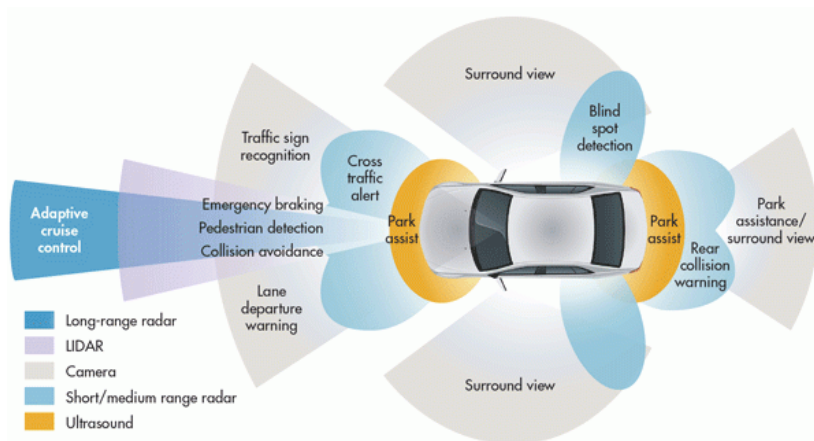 Surround view
Blind
spot
detection
Traffic sign
recognition
Cross
traffic
alert
Emergency braking
Adaptive
cruise
control
Pedestrian detection
Collision avoidance
Park
assist
Park
assist
Park
assistance/
surround view
Rear
collision
warning
Lane
departure
warning
Surround view
Long-range radar
LIDAR
Camera
Short/medium range radar
Ultrasound